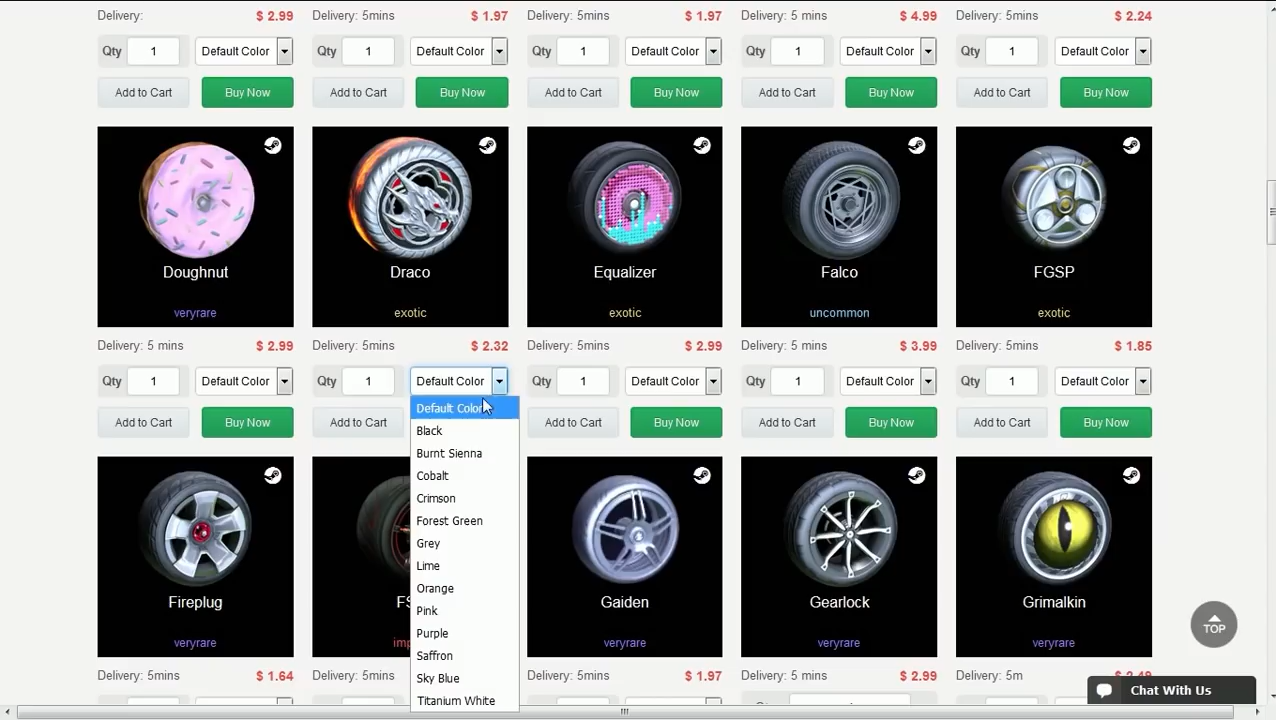 Delivery: $ 2.99 Delivery: 5mins $ 1.97 Delivery: 5mins $ 1.97 Delivery: 5 mins $ 4.99 Delivery: 5mins $ 2.24
Qty 1 Default Color Qty 1 Default Color Qty 1 Default Color Qty 1 Default Color Qty 1 Default Color
Add to Cart Buy Now Add to Cart Buy Now Add to Cart Buy Now Add to Cart Buy Now Add to Cart Buy Now
Doughnut Draco Equalizer Falco FGSP
veryrare exotic exotic uncommon exotic
Delivery: 5 mins $ 2.99 Delivery: 5mins $ 2.32 Delivery: 5mins $ 2.99 Delivery: 5 mins $ 3.99 Delivery: 5mins $ 1.85
Qty 1 Default Color Qty 1 Default Color Qty 1 Default Color Qty 1 Default Color Qty 1 Default Color
Add to Cart Buy Now Add to Cart Add to Cart Buy Now Add to Cart Buy Now Add to Cart Buy Now
Default Color
Black
Burnt Sienna
Cobalt
Crimson
Forest Green
Grey
Lime
Orange
Pink
Purple
Saffron
Sky Blue
Titanium White
Fireplug Gaiden Gearlock Grimalkin
veryrare veryrare veryrare veryrare
Delivery: 5mins $ 1.64 Delivery: 5mins Delivery: 5mins $ 1.97 Delivery: 5mins $ 2.99 Delivery: 5m
TOP
Chat With Us